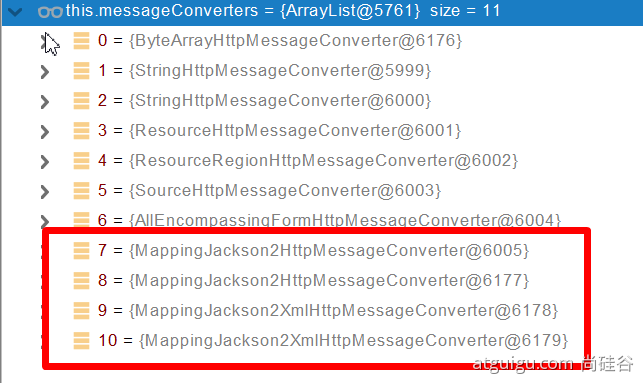 this.messageConverters = {ArrayList@5761} size = 11
0 = {ByteArrayHttpMessageConverter@6176}
1 = {StringHttpMessageConverter@5999}
2 = {StringHttpMessageConverter@6000}
3 = {ResourceHttpMessageConverter@6001}
4 = {ResourceRegionHttpMessageConverter@6002}
5 = {SourceHttpMessageConverter@6003}
6 = {AllEncompassingFormHttpMessageConverter@6004}
7 = {MappingJackson2HttpMessageConverter@6005}
8 = {MappingJackson2HttpMessageConverter@6177}
9 = {MappingJackson2XmlHttpMessageConverter@6178}
10 = {MappingJackson2XmlHttpMessageConverter@6179}
atguigu.com 尚硅谷